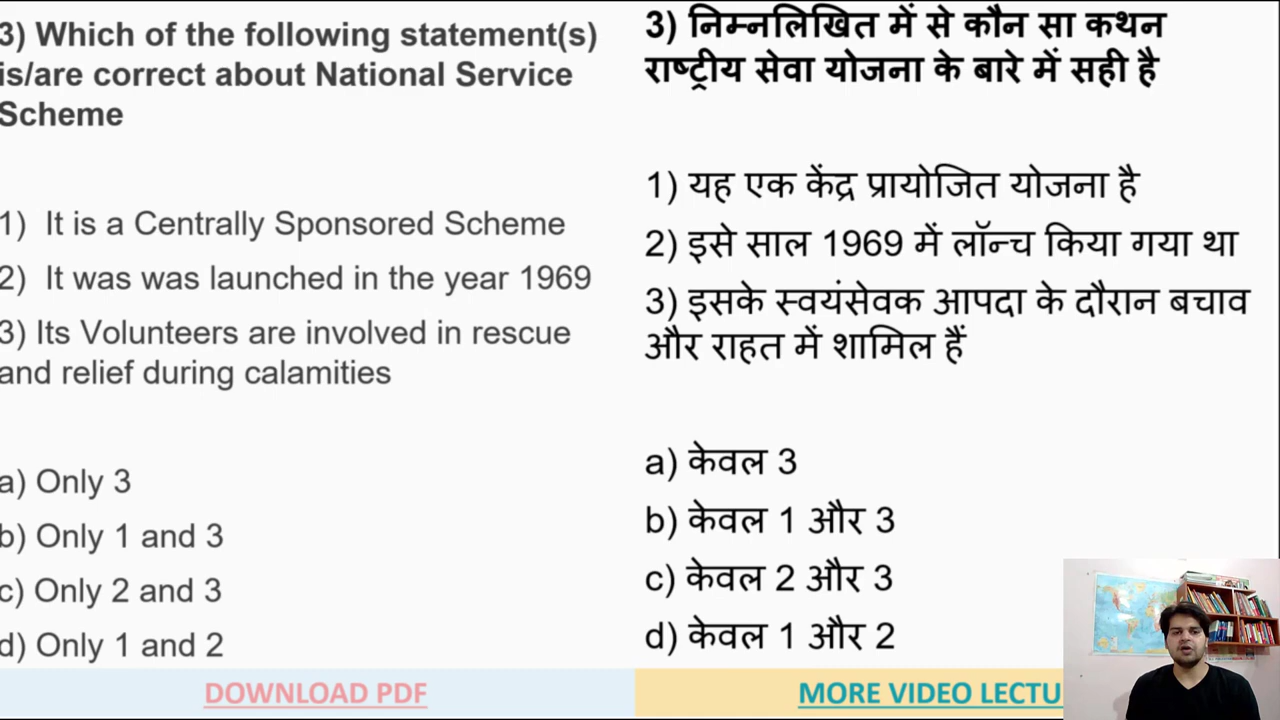 3) Which of the following statement(s)
is/are correct about National Service
Scheme
1) It is a Centrally Sponsored Scheme
2) It was was launched in the year 1969
3) Its Volunteers are involved in rescue
and relief during calamities
a) Only 3
b) Only 1 and 3
c) Only 2 and 3
d) Only 1 and 2
DOWNLOAD PDF
3) निम्नलिखित में से कौन सा कथन
राष्ट्रीय सेवा योजना के बारे में सही है
1) यह एक केंद्र प्रायोजित योजना है
2) इसे साल 1969 में लॉन्च किया गया था
3) इसके स्वयंसेवक आपदा के दौरान बचाव
और राहत में शामिल हैं
a) केवल 3
b) केवल 1 और 3
c) केवल 2 और 3
d) केवल 1 और 2
MORE VIDEO LECTU